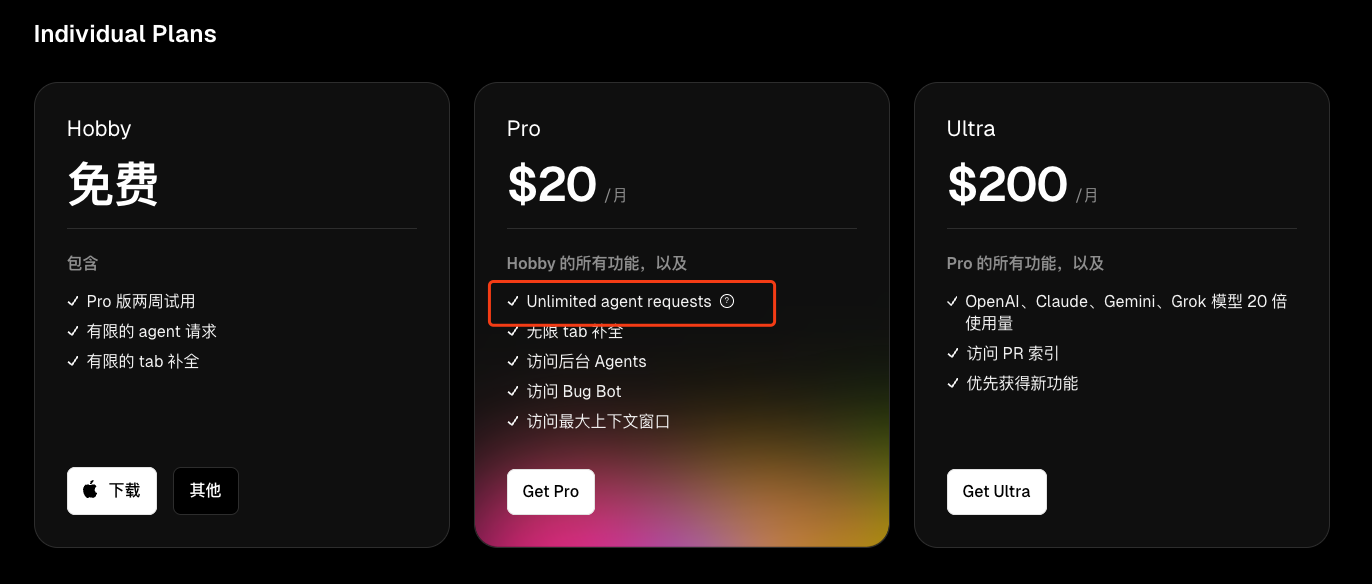 Individual Plans
Hobby
免费
包含
Pro 版两周试用
有限的 agent 请求
有限的 tab 补全
下载
其他
Pro
$20 /月
Hobby 的所有功能，以及
Unlimited agent requests
无限 tab 补全
访问后台 Agents
访问 Bug Bot
访问最大上下文窗口
Get Pro
Ultra
$200 /月
Pro 的所有功能，以及
OpenAI、Claude、Gemini、Grok 模型 20 倍
使用量
访问 PR 索引
优先获得新功能
Get Ultra